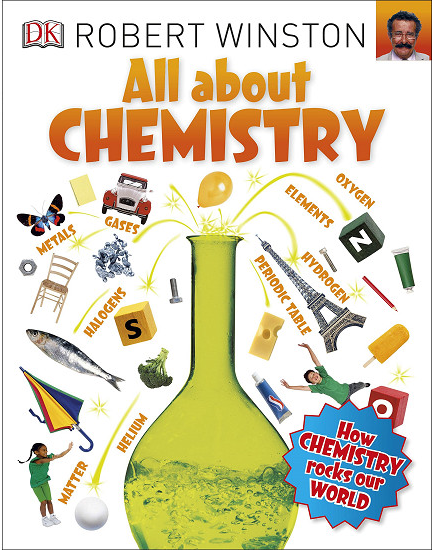 DK ROBERT WINSTON
All about
CHEMISTRY
OXYGEN
ELEMENTS
METALS
GASES
N
HYDROGEN
PERIODIC TABLE
HALOGENS
S
O
HELIUM
MATTER
How
CHEMISTRY
rocks our
WORLD